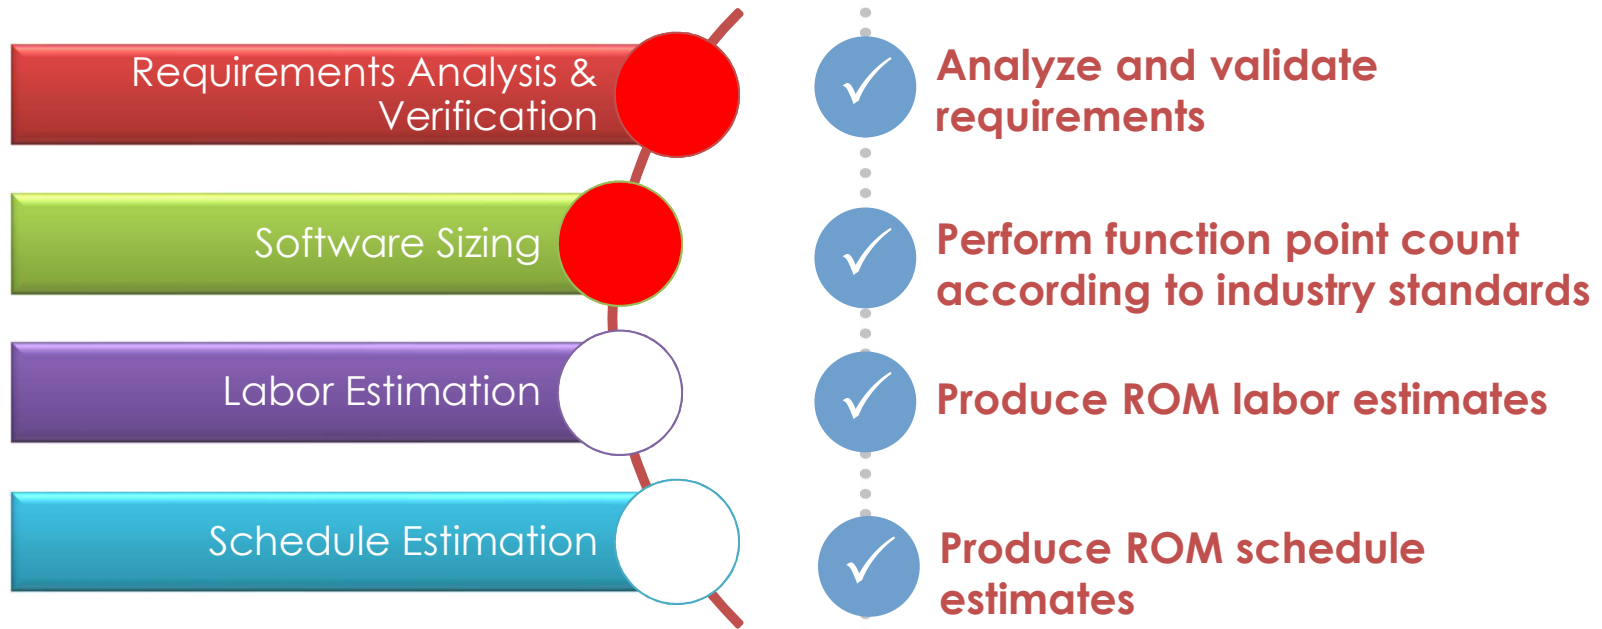 Requirements Analysis &
Verification
Software Sizing
Labor Estimation
Schedule Estimation
Analyze and validate
requirements
Perform function point count
according to industry standards
Produce ROM labor estimates
Produce ROM schedule
estimates